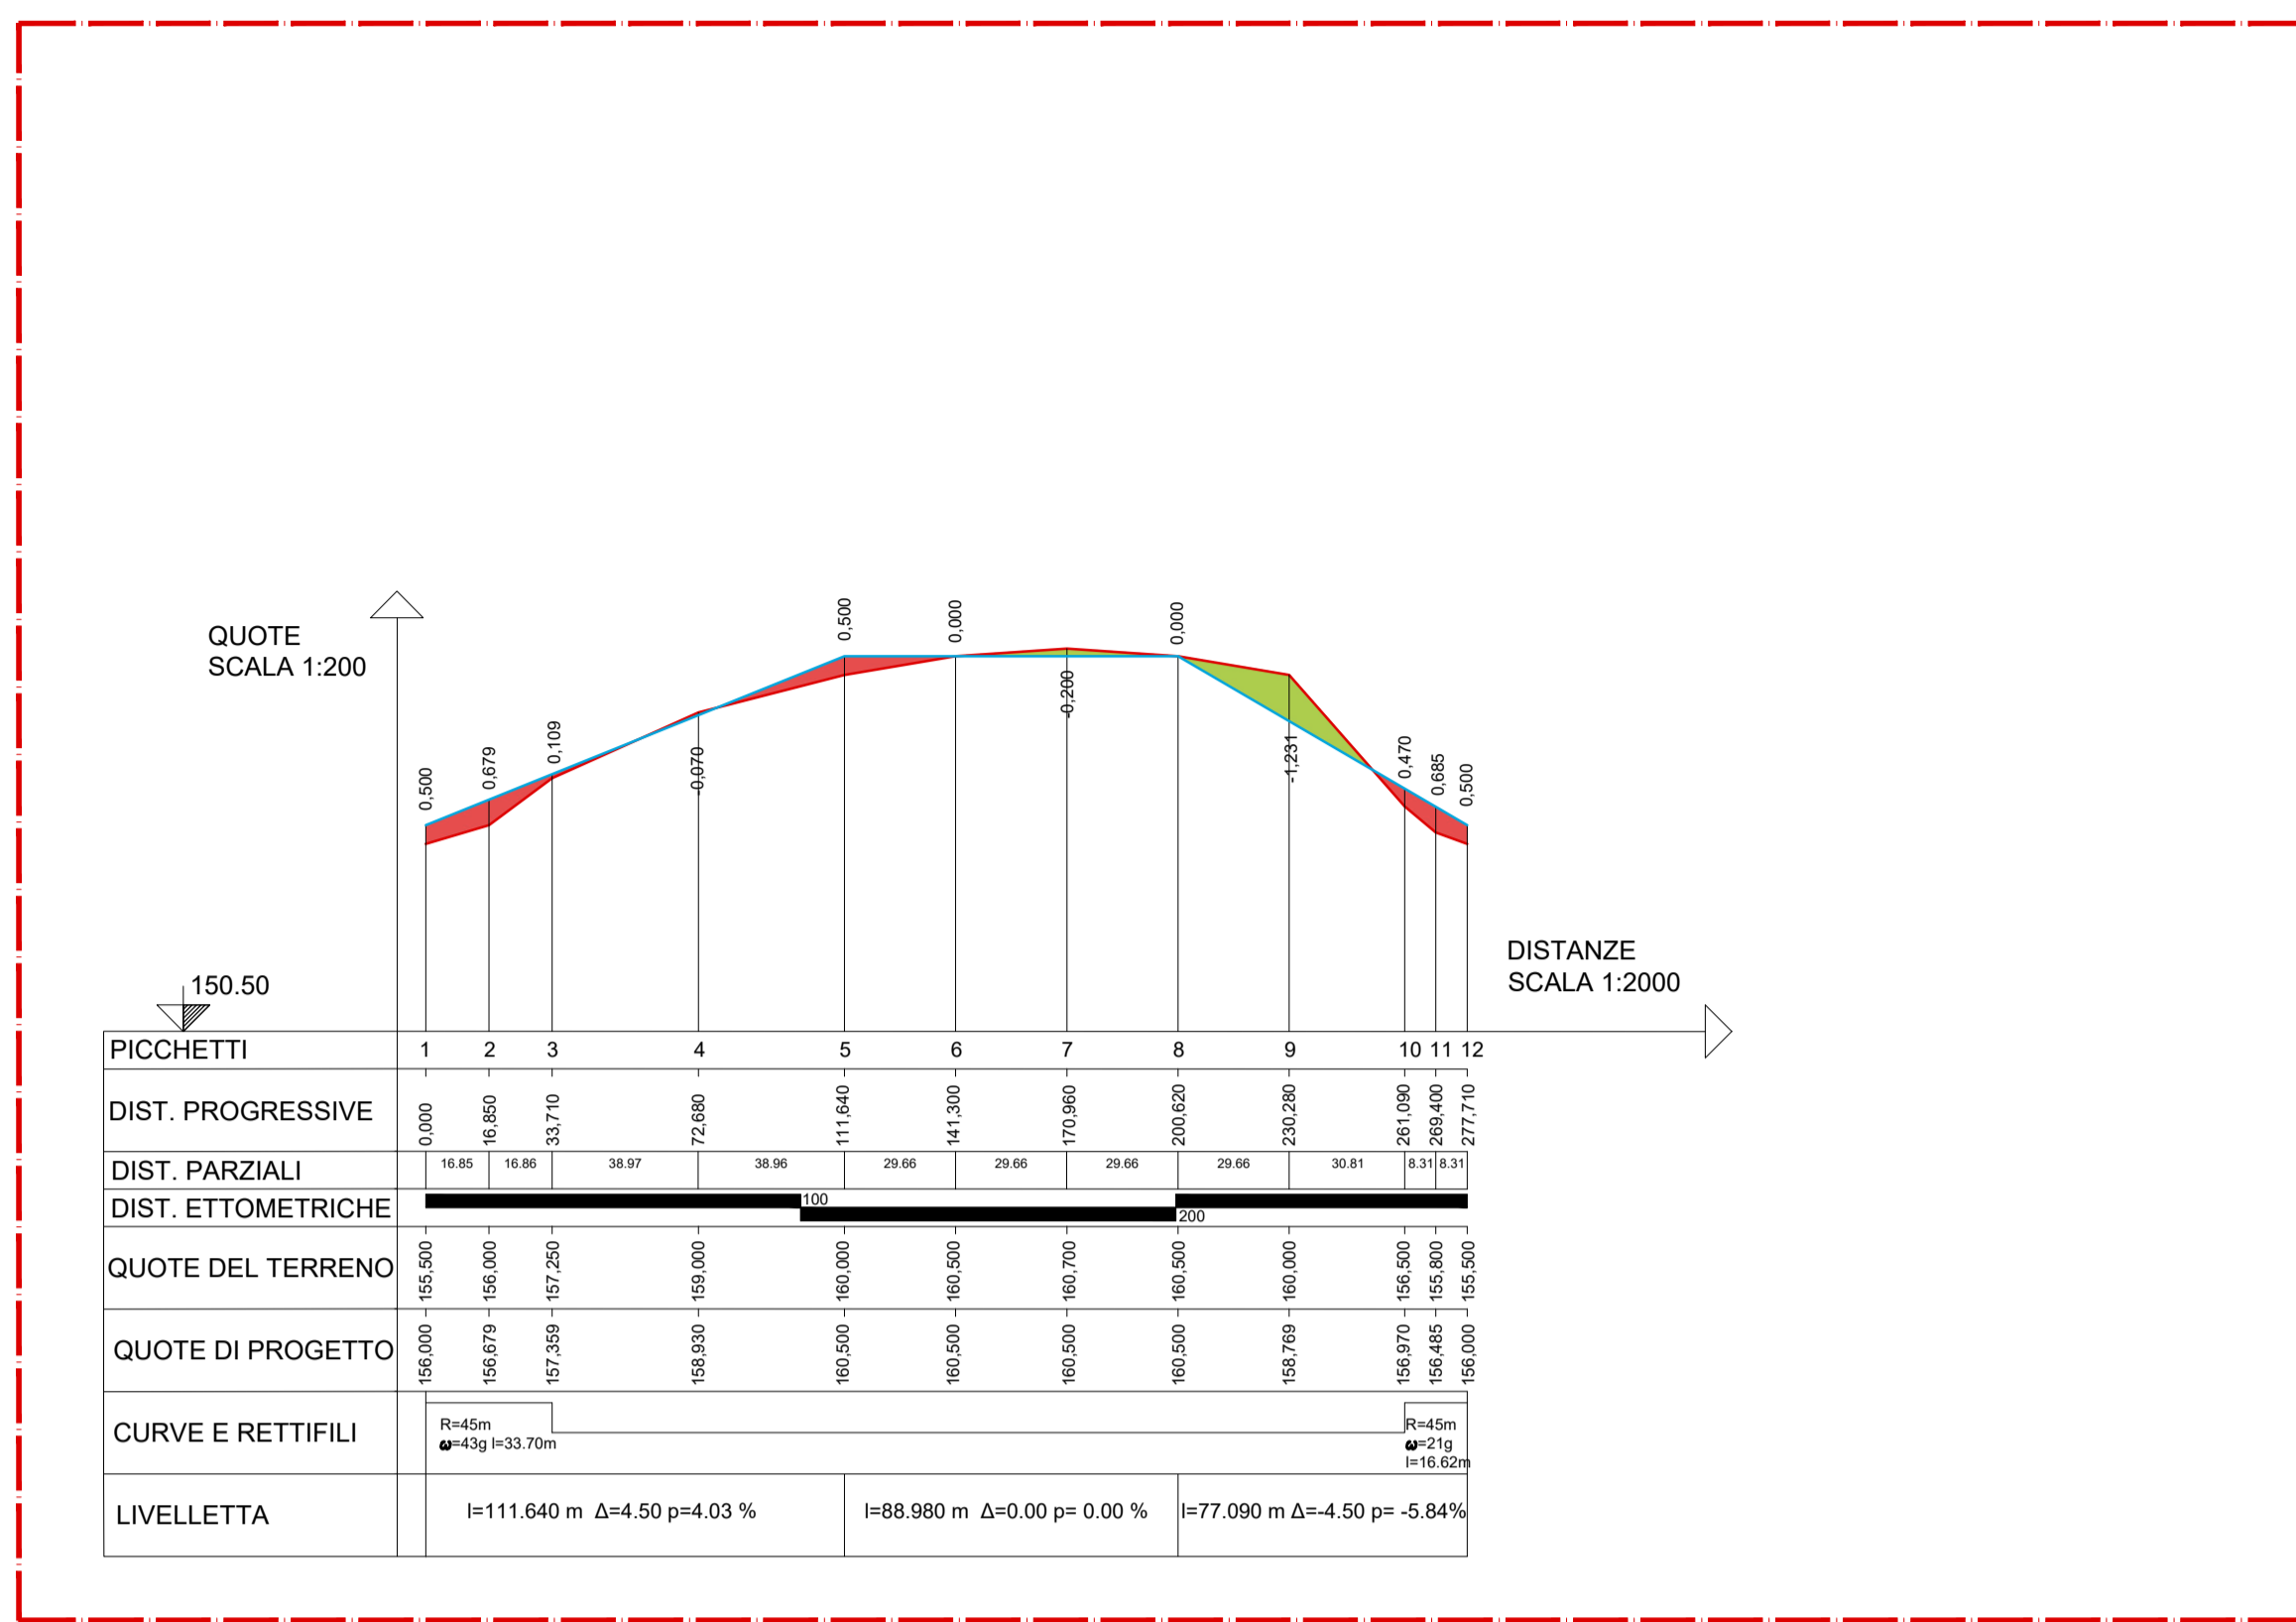 QUOTE
SCALA 1:200
0,500
0,679
0,109
-0,070
0,500
0,000
-0,200
0,000
-1,231
0,470
0,685
0,500
DISTANZE
SCALA 1:2000
150.50
PICCHETTI 1 2 3 4 5 6 7 8 9 10 11 12
DIST. PROGRESSIVE 0,000 16,850 33,710 72,680 111,640 141,300 170,960 200,620 230,280 261,090 269,400 277,710
DIST. PARZIALI 16.85 16.86 38.97 38.96 29.66 29.66 29.66 29.66 30.81 8.31 8.31
DIST. ETTOMETRICHE 100 200
QUOTE DEL TERRENO 155,500 156,000 157,250 159,000 160,000 160,500 160,700 160,500 160,000 156,500 155,800 155,500
QUOTE DI PROGETTO 156,000 156,679 157,359 158,930 160,500 160,500 160,500 160,500 158,769 156,970 156,485 156,000
CURVE E RETTIFILI
R=45m
ω=43g l=33.70m
R=45m
ω=21g
l=16.62m
LIVELLETTA l=111.640 m Δ=4.50 p=4.03 % l=88.980 m Δ=0.00 p= 0.00 % l=77.090 m Δ=-4.50 p= -5.84%